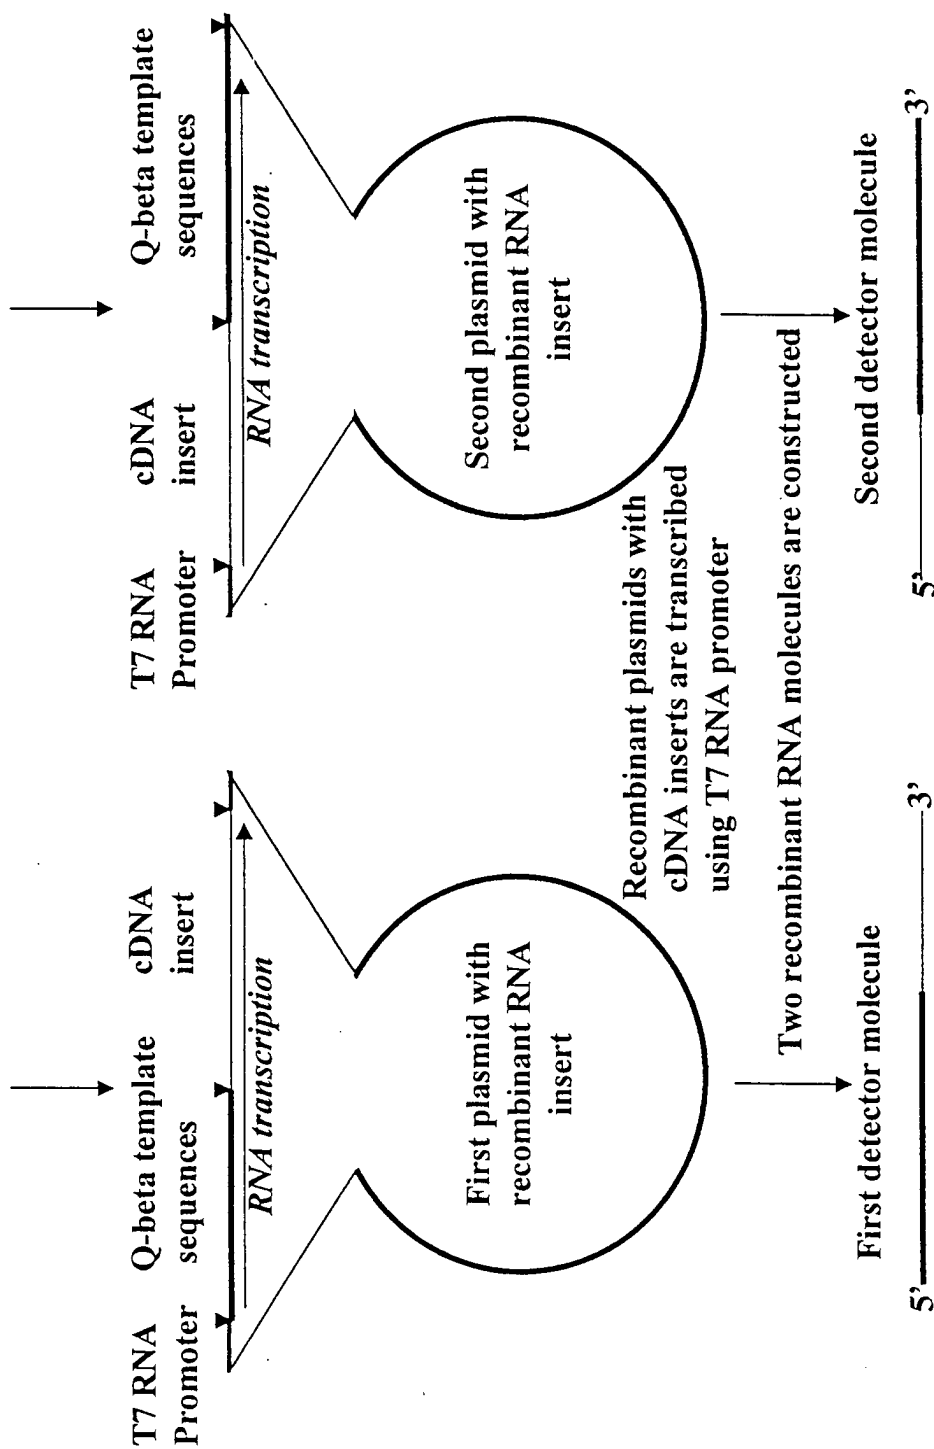 T7 RNA
Promoter
Q-beta template
sequences
cDNA
insert
RNA transcription
First plasmid with
recombinant RNA
insert
T7 RNA
Promoter
cDNA
insert
Q-beta template
sequences
RNA transcription
Second plasmid with
recombinant RNA
insert
Recombinant plasmids with
cDNA inserts are transcribed
using T7 RNA promoter
Two recombinant RNA molecules are constructed
First detector molecule
5’ 3’
Second detector molecule
5’ 3’